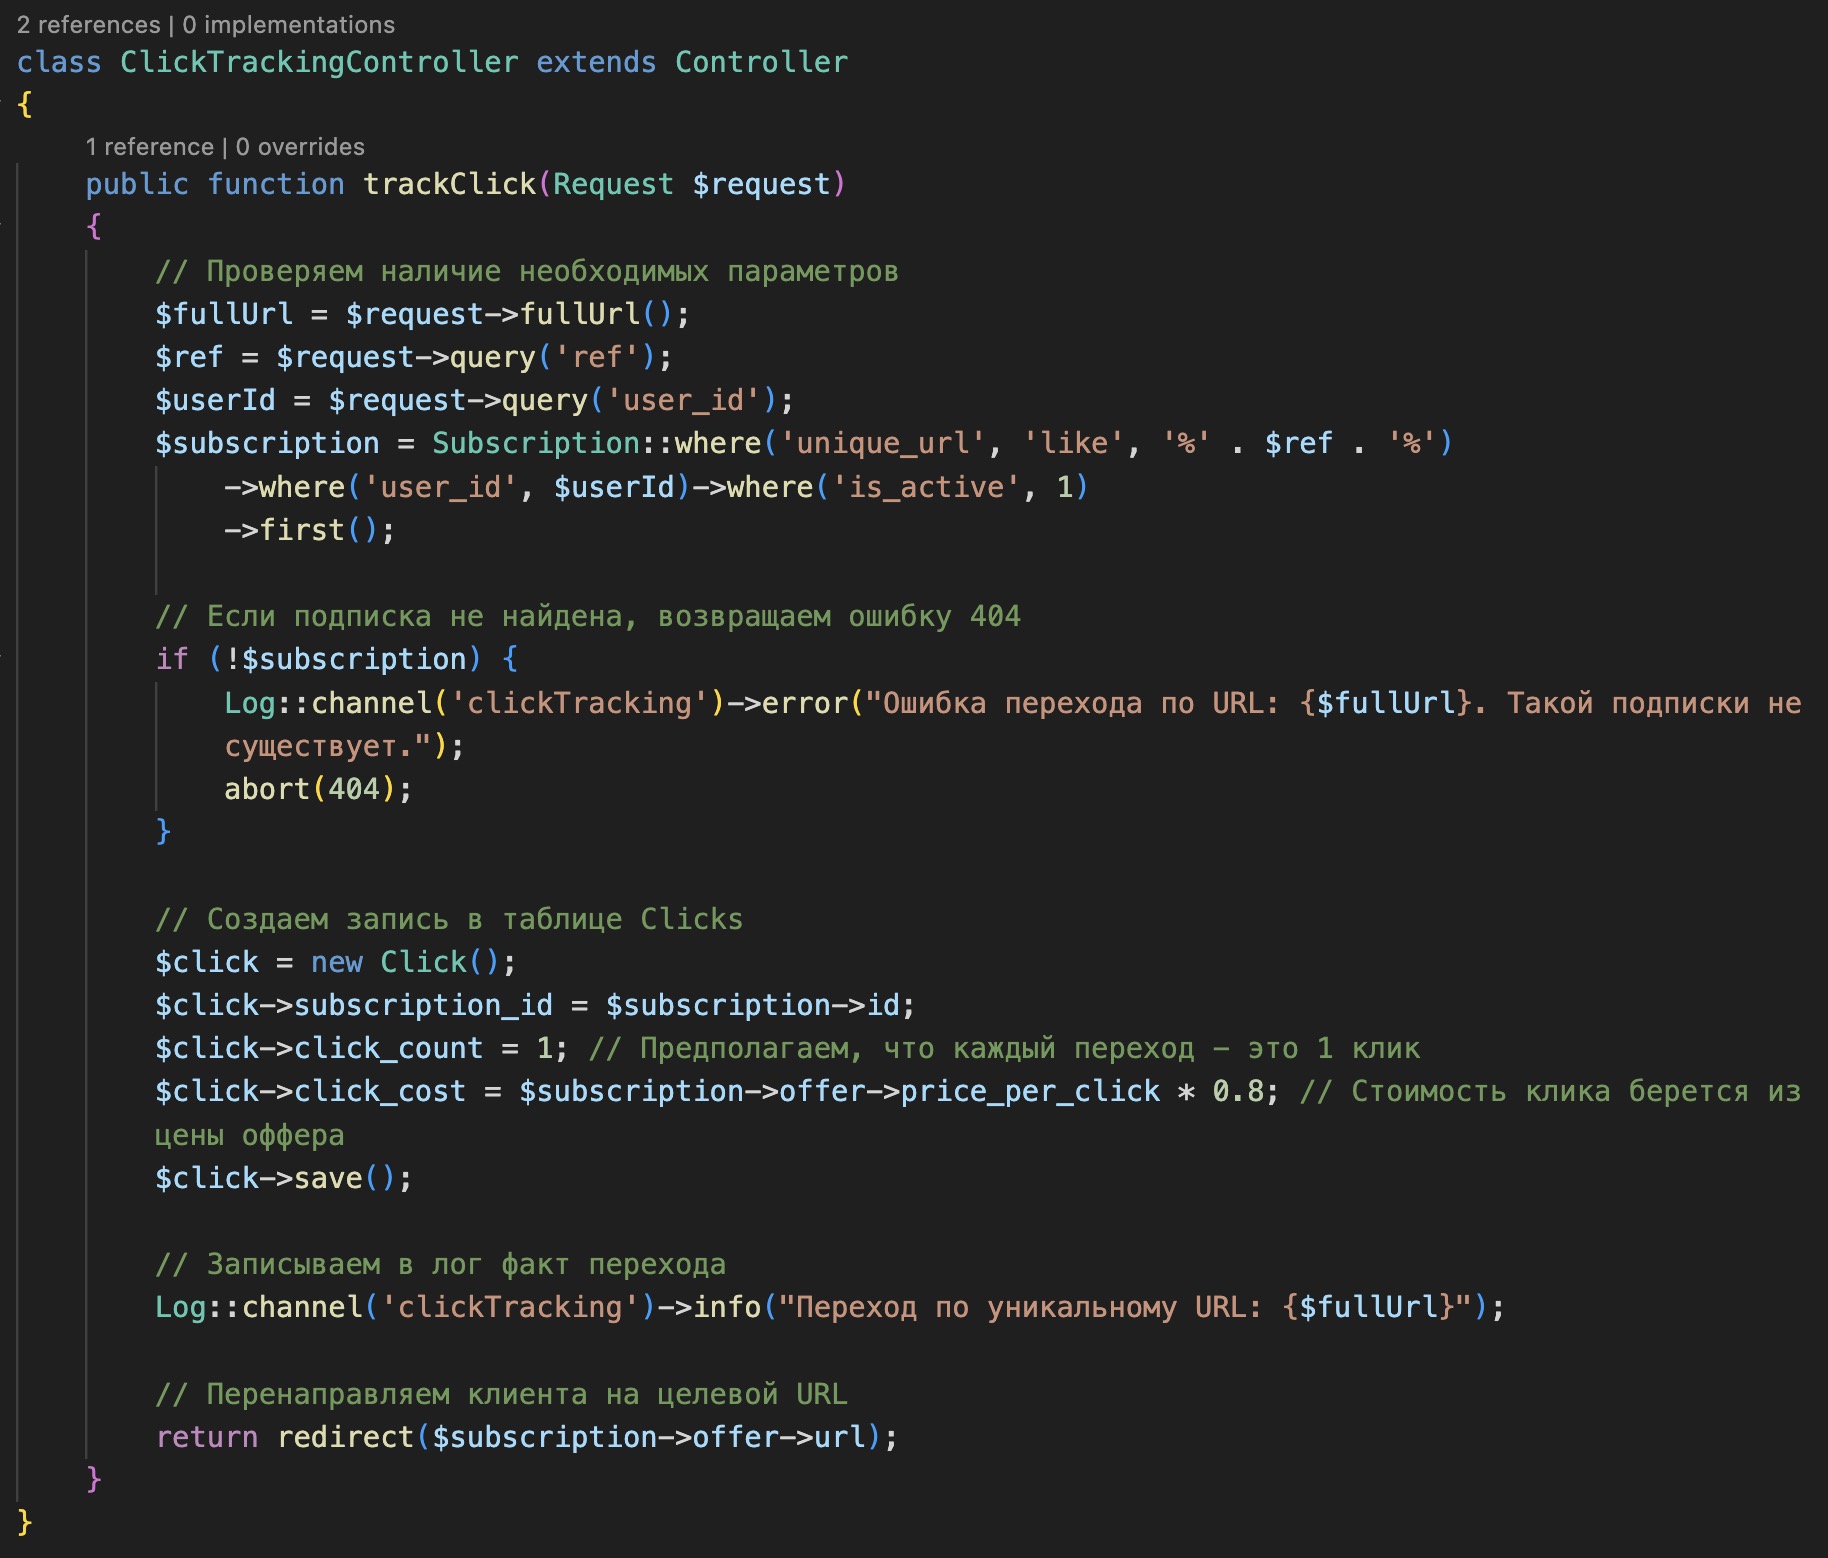 2 references | 0 implementations
class ClickTrackingController extends Controller
{
1 reference | 0 overrides
public function trackClick(Request $request)
{
// Проверяем наличие необходимых параметров
$fullUrl = $request->fullUrl();
$ref = $request->query('ref');
$userId = $request->query('user_id');
$subscription = Subscription::where('unique_url', 'like', '%' . $ref . '%')
->where('user_id', $userId)->where('is_active', 1)
->first();
// Если подписка не найдена, возвращаем ошибку 404
if (!$subscription) {
Log::channel('clickTracking')->error("Ошибка перехода по URL: {$fullUrl}. Такой подписки не
существует.");
abort(404);
}
// Создаем запись в таблице Clicks
$click = new Click();
$click->subscription_id = $subscription->id;
$click->click_count = 1; // Предполагаем, что каждый переход – это 1 клик
$click->click_cost = $subscription->offer->price_per_click * 0.8; // Стоимость клика берется из
цены оффера
$click->save();
// Записываем в лог факт перехода
Log::channel('clickTracking')->info("Переход по уникальному URL: {$fullUrl}");
// Перенаправляем клиента на целевой URL
return redirect($subscription->offer->url);
}
}